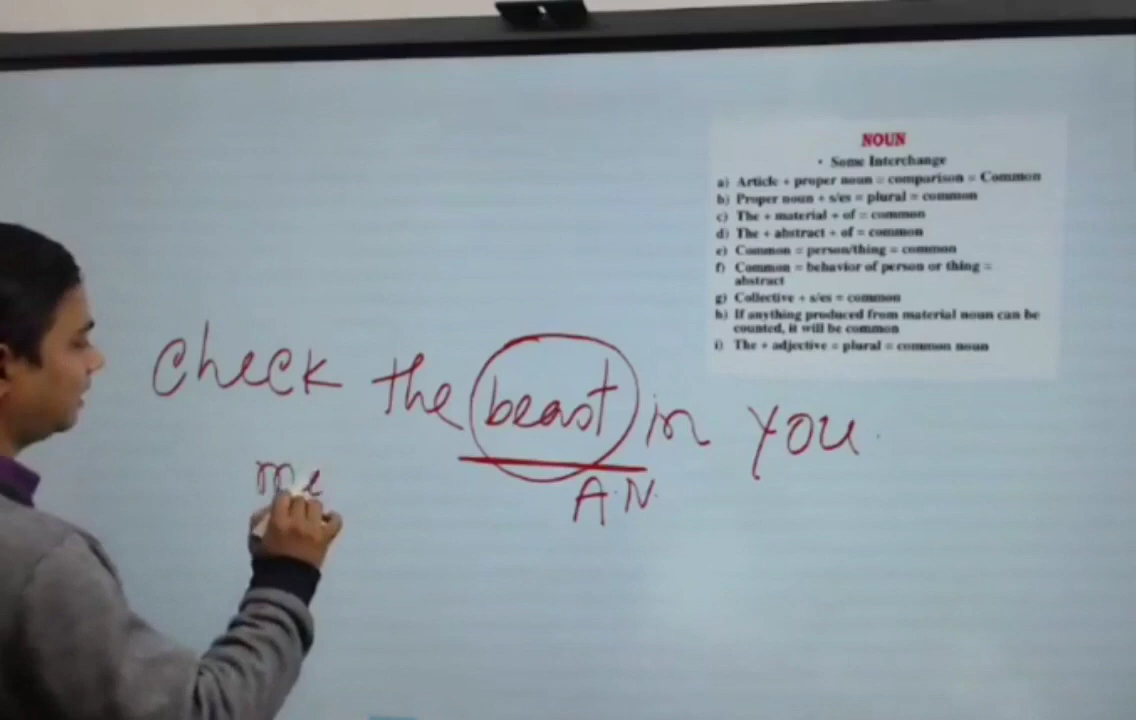 NOUN
• Some Interchange
a) Article + proper noun = comparison = Common
b) Proper noun + s/es = plural = common
c) The + material + of = common
d) The + abstract + of = common
e) Common = person/thing = common
f) Common = behavior of person or thing =
abstract
g) Collective + s/es = common
h) If anything produced from material noun can be
counted, it will be common
i) The + adjective = plural = common noun
Check the beast in you.
A.N.
me